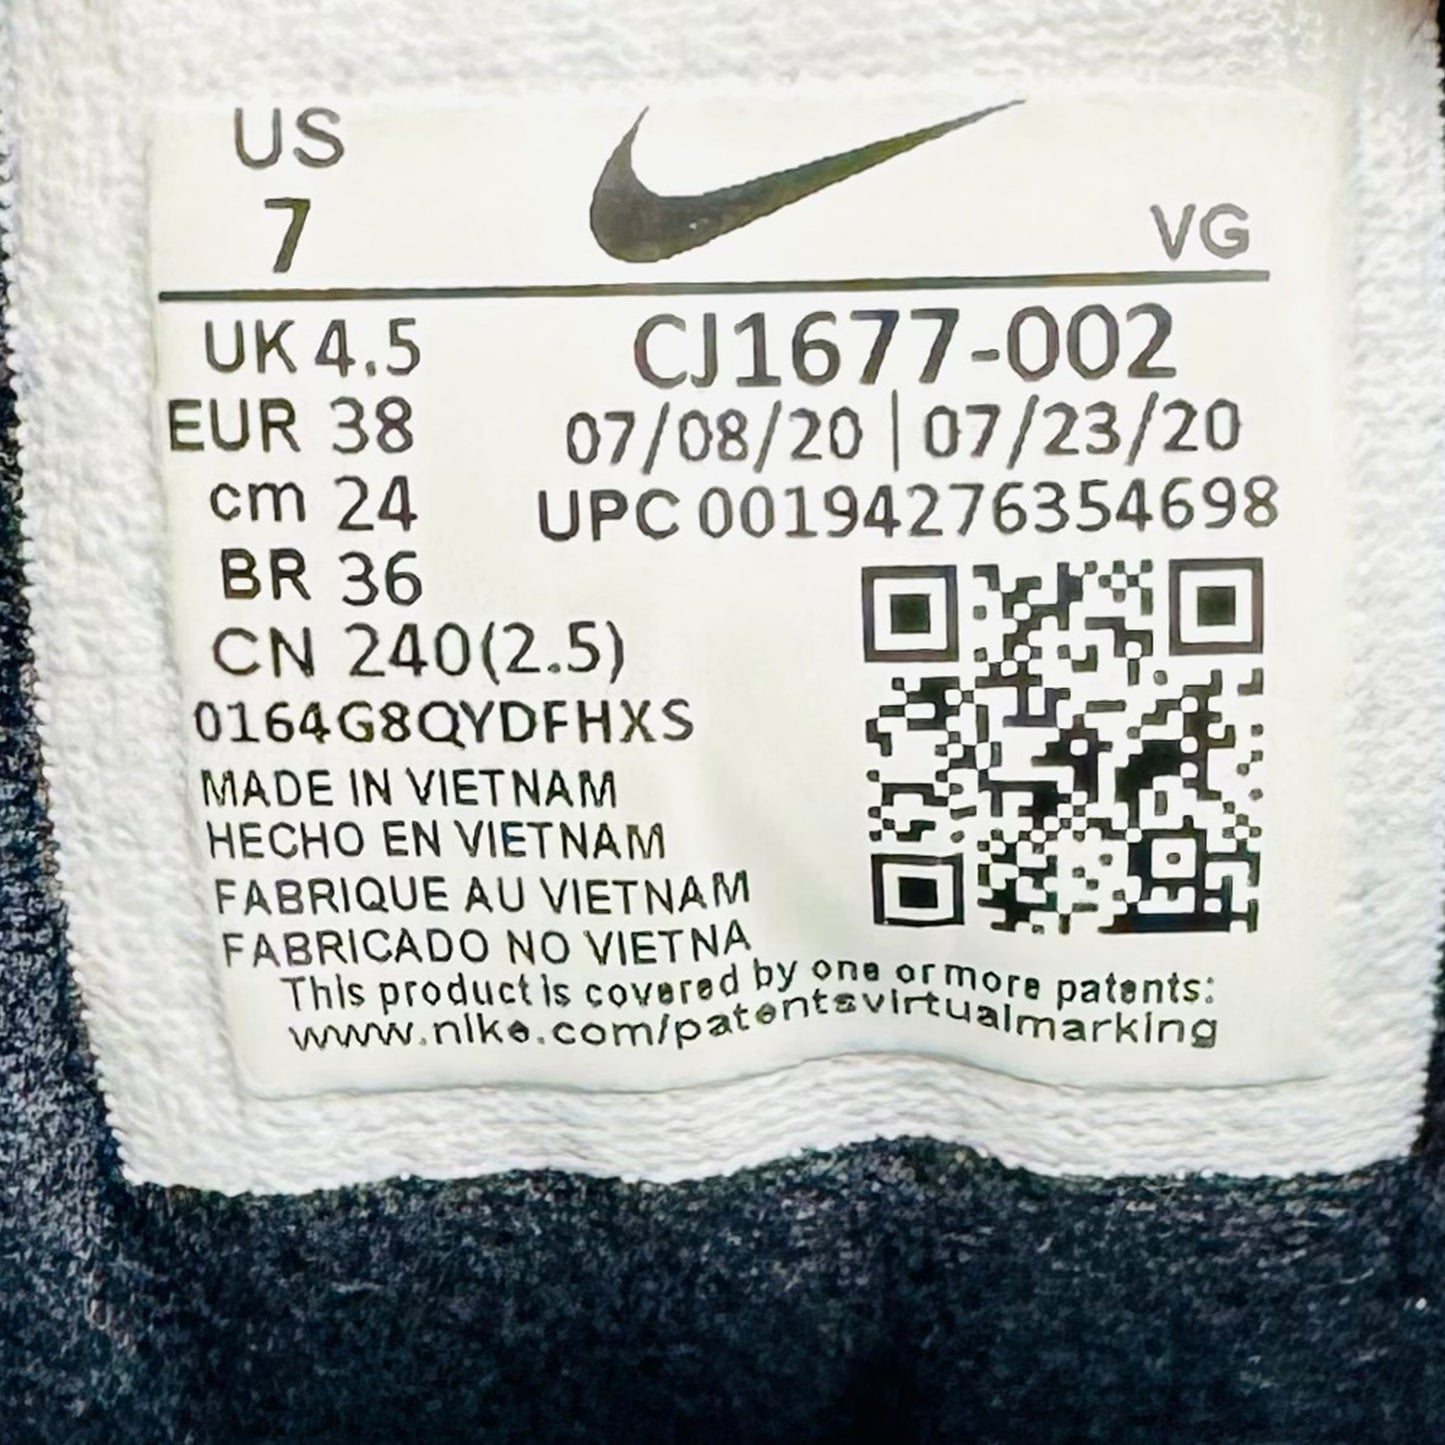 US
7
VG
UK 4.5
CJ1677-002
EUR 38
07/08/20 | 07/23/20
cm 24
UPC 00194276354698
BR 36
CN 240(2.5)
0164G8QYDFHXS
MADE IN VIETNAM
HECHO EN VIETNAM
FABRIQUE AU VIETNAM
FABRICADO NO VIETNA
This product is covered by one or more patents:
www.nike.com/patentsvirtualmarking